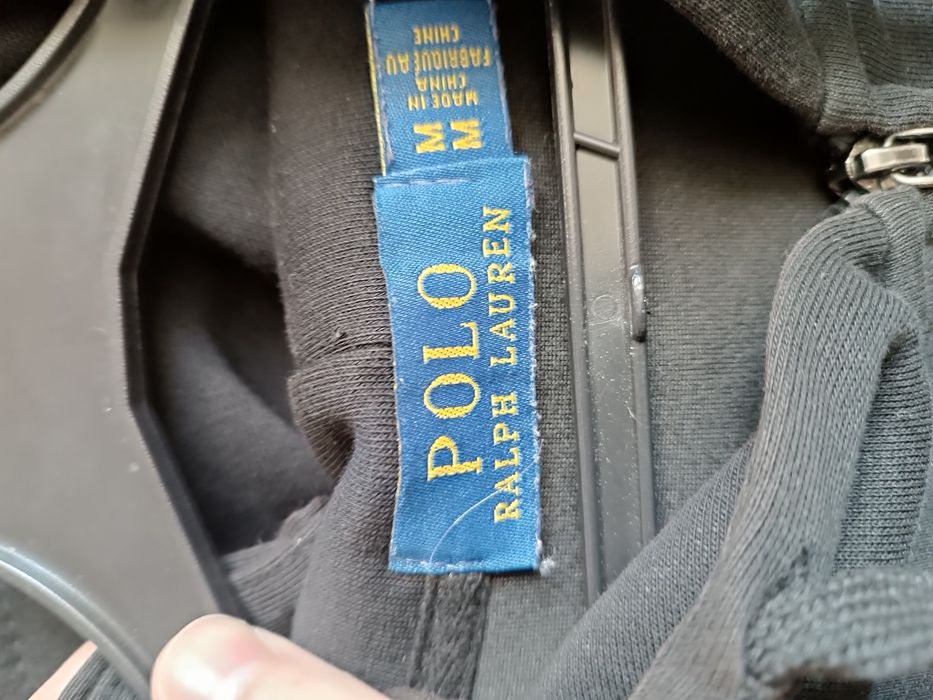 POLO
RALPH LAUREN
M M
MADE IN
CHINA
FABRIQUÉ AU
CHINE